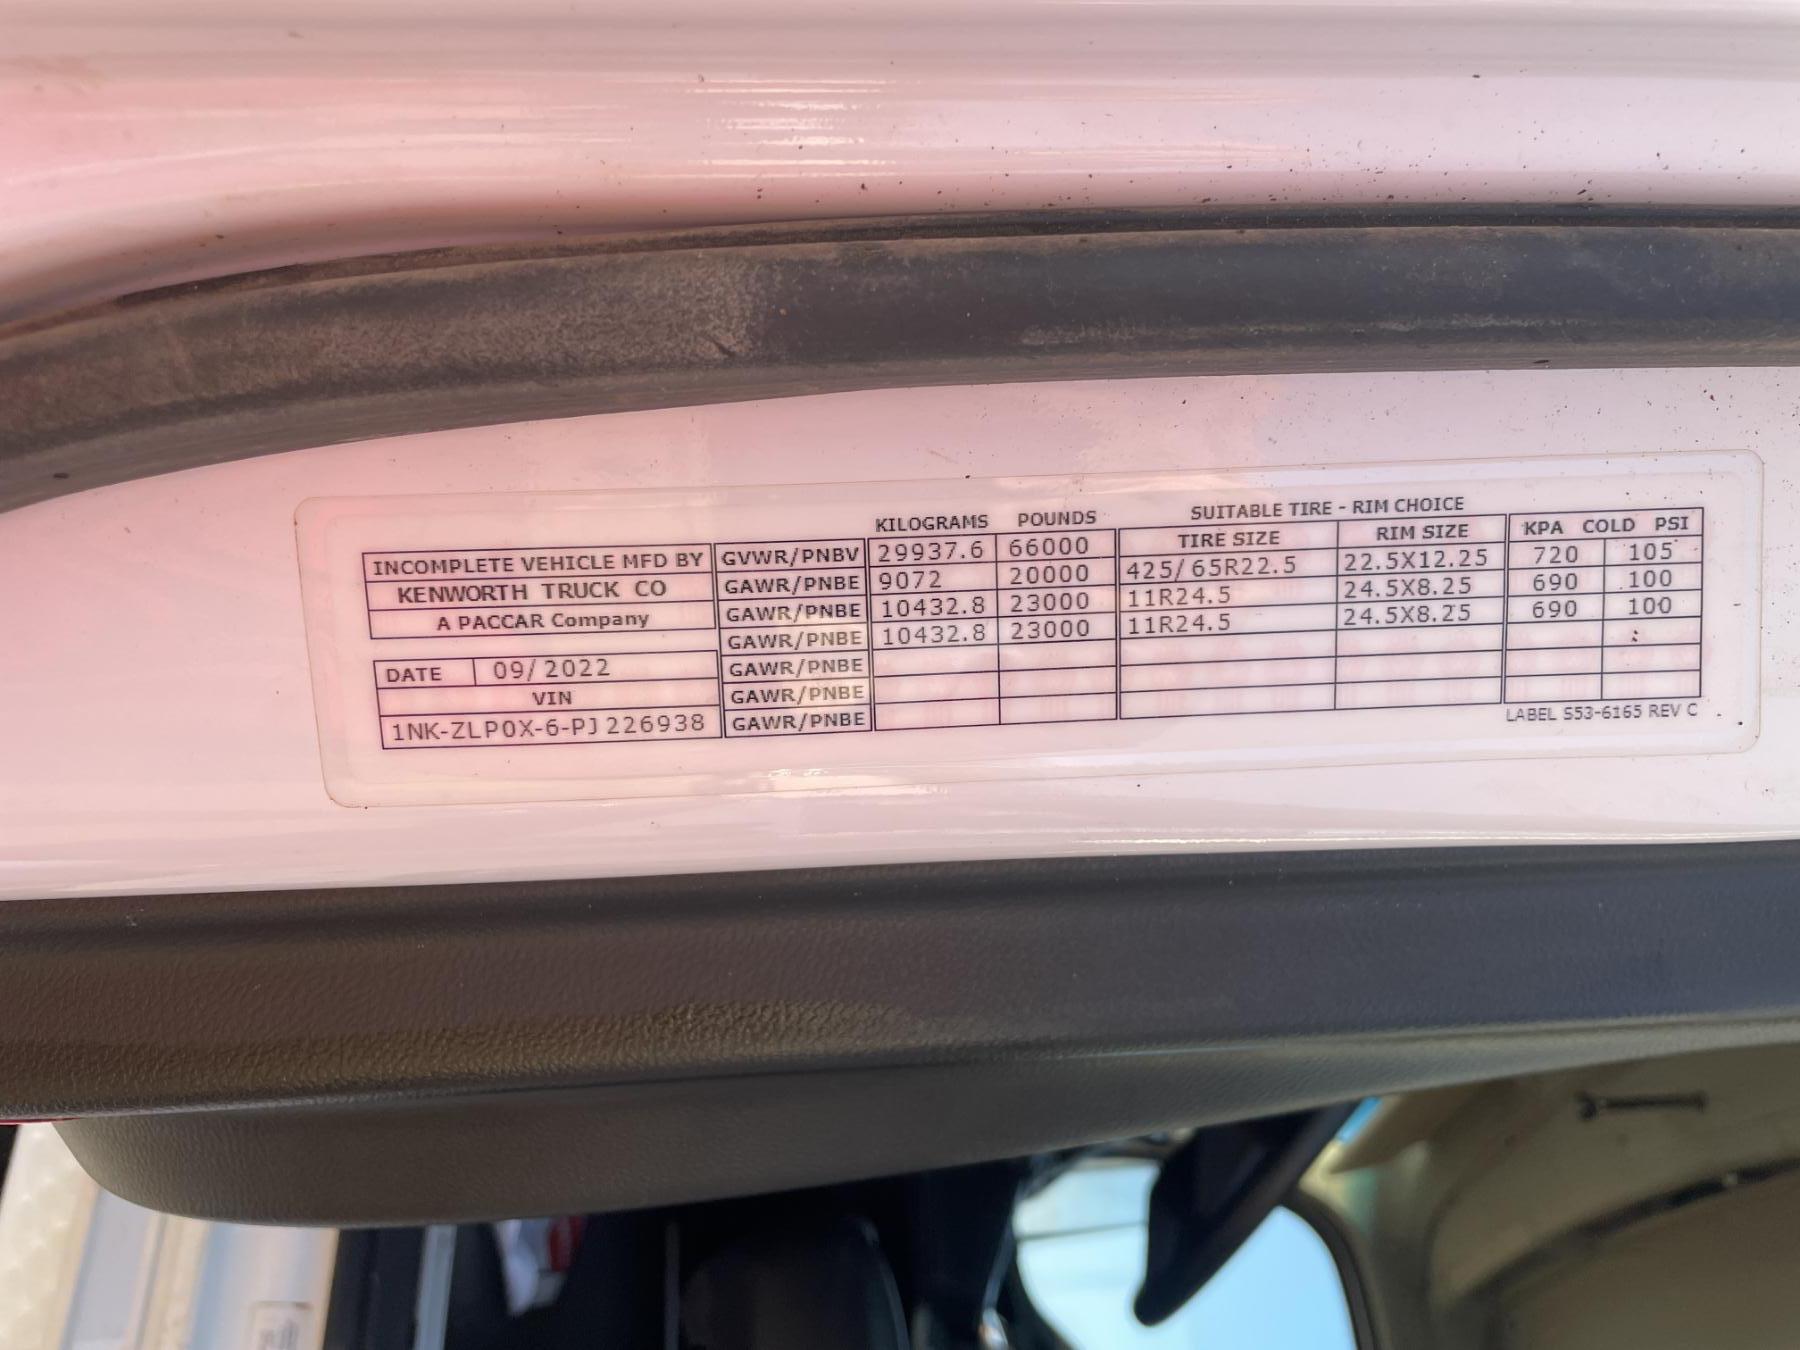 KILOGRAMS POUNDS SUITABLE TIRE - RIM CHOICE
INCOMPLETE VEHICLE MFD BY GVWR/PNBV 29937.6 66000 TIRE SIZE RIM SIZE KPA COLD PSI
KENWORTH TRUCK CO GAWR/PNBE 9072 20000 425/65R22.5 22.5X12.25 720 105
A PACCAR Company GAWR/PNBE 10432.8 23000 11R24.5 24.5X8.25 690 100
GAWR/PNBE 10432.8 23000 11R24.5 24.5X8.25 690 100
DATE 09/2022 GAWR/PNBE
VIN GAWR/PNBE
1NK-ZLP0X-6-PJ226938 GAWR/PNBE
LABEL S53-6165 REV C